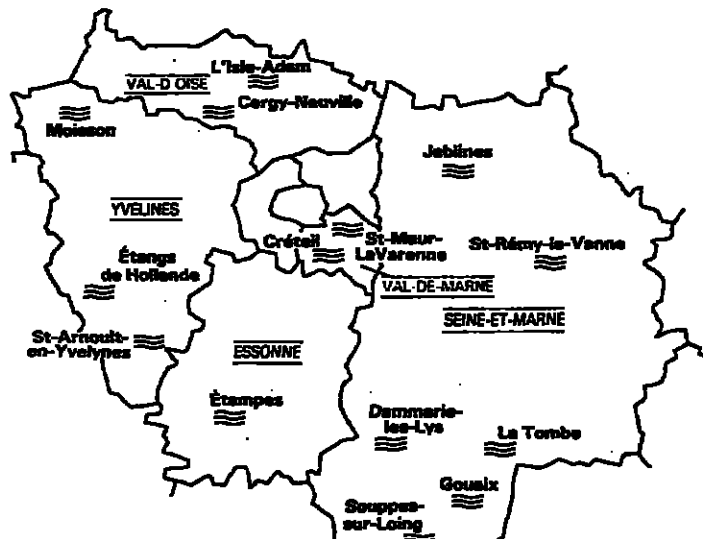 L'Isle-Adam
VAL-D'OISE
Cergy-Neuville
Moisson
Jablines
YVELINES
Créteil
St-Maur-
LaVarenne
St-Rémy-la-Vanne
Étangs
de Hollande
VAL-DE-MARNE
SEINE-ET-MARNE
St-Arnoult-
en-Yvelynes
ESSONNE
Étampes
Dammarie-
les-Lys
La Tombe
Gouaix
Souppes-
sur-Loing